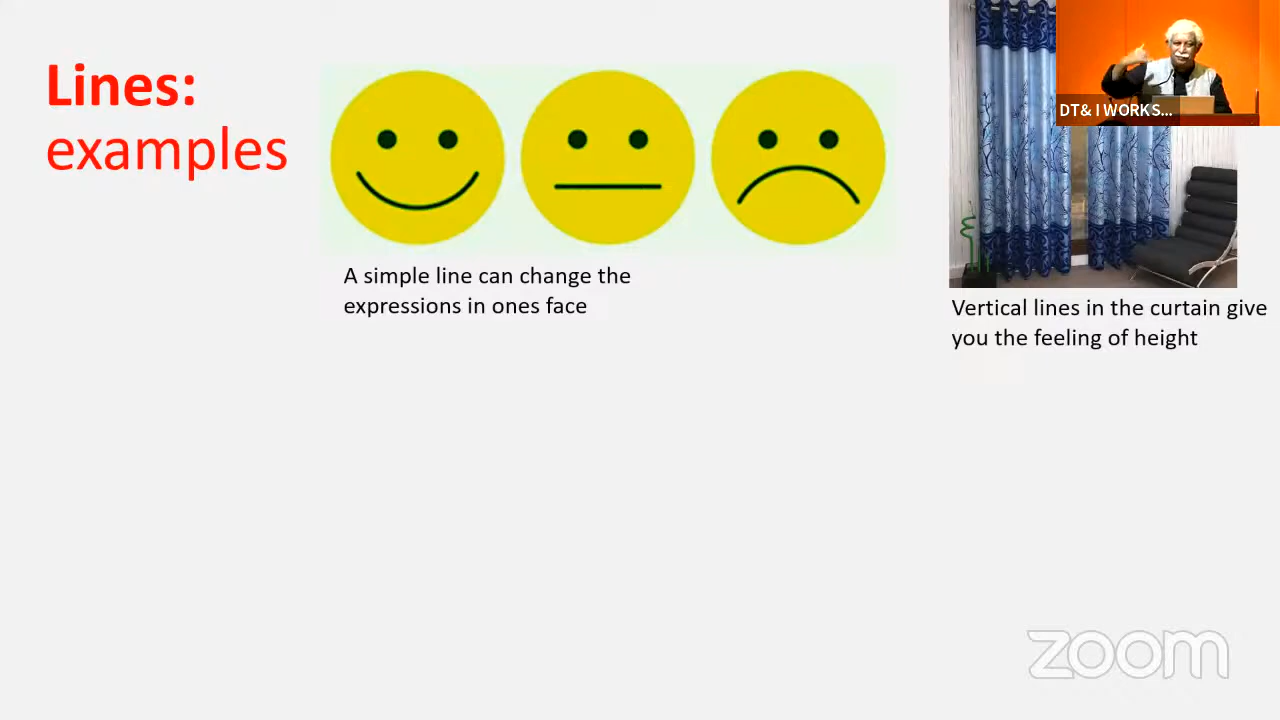 Lines:
examples
A simple line can change the
expressions in ones face
DT& I WORKS...
Vertical lines in the curtain give
you the feeling of height
zoom